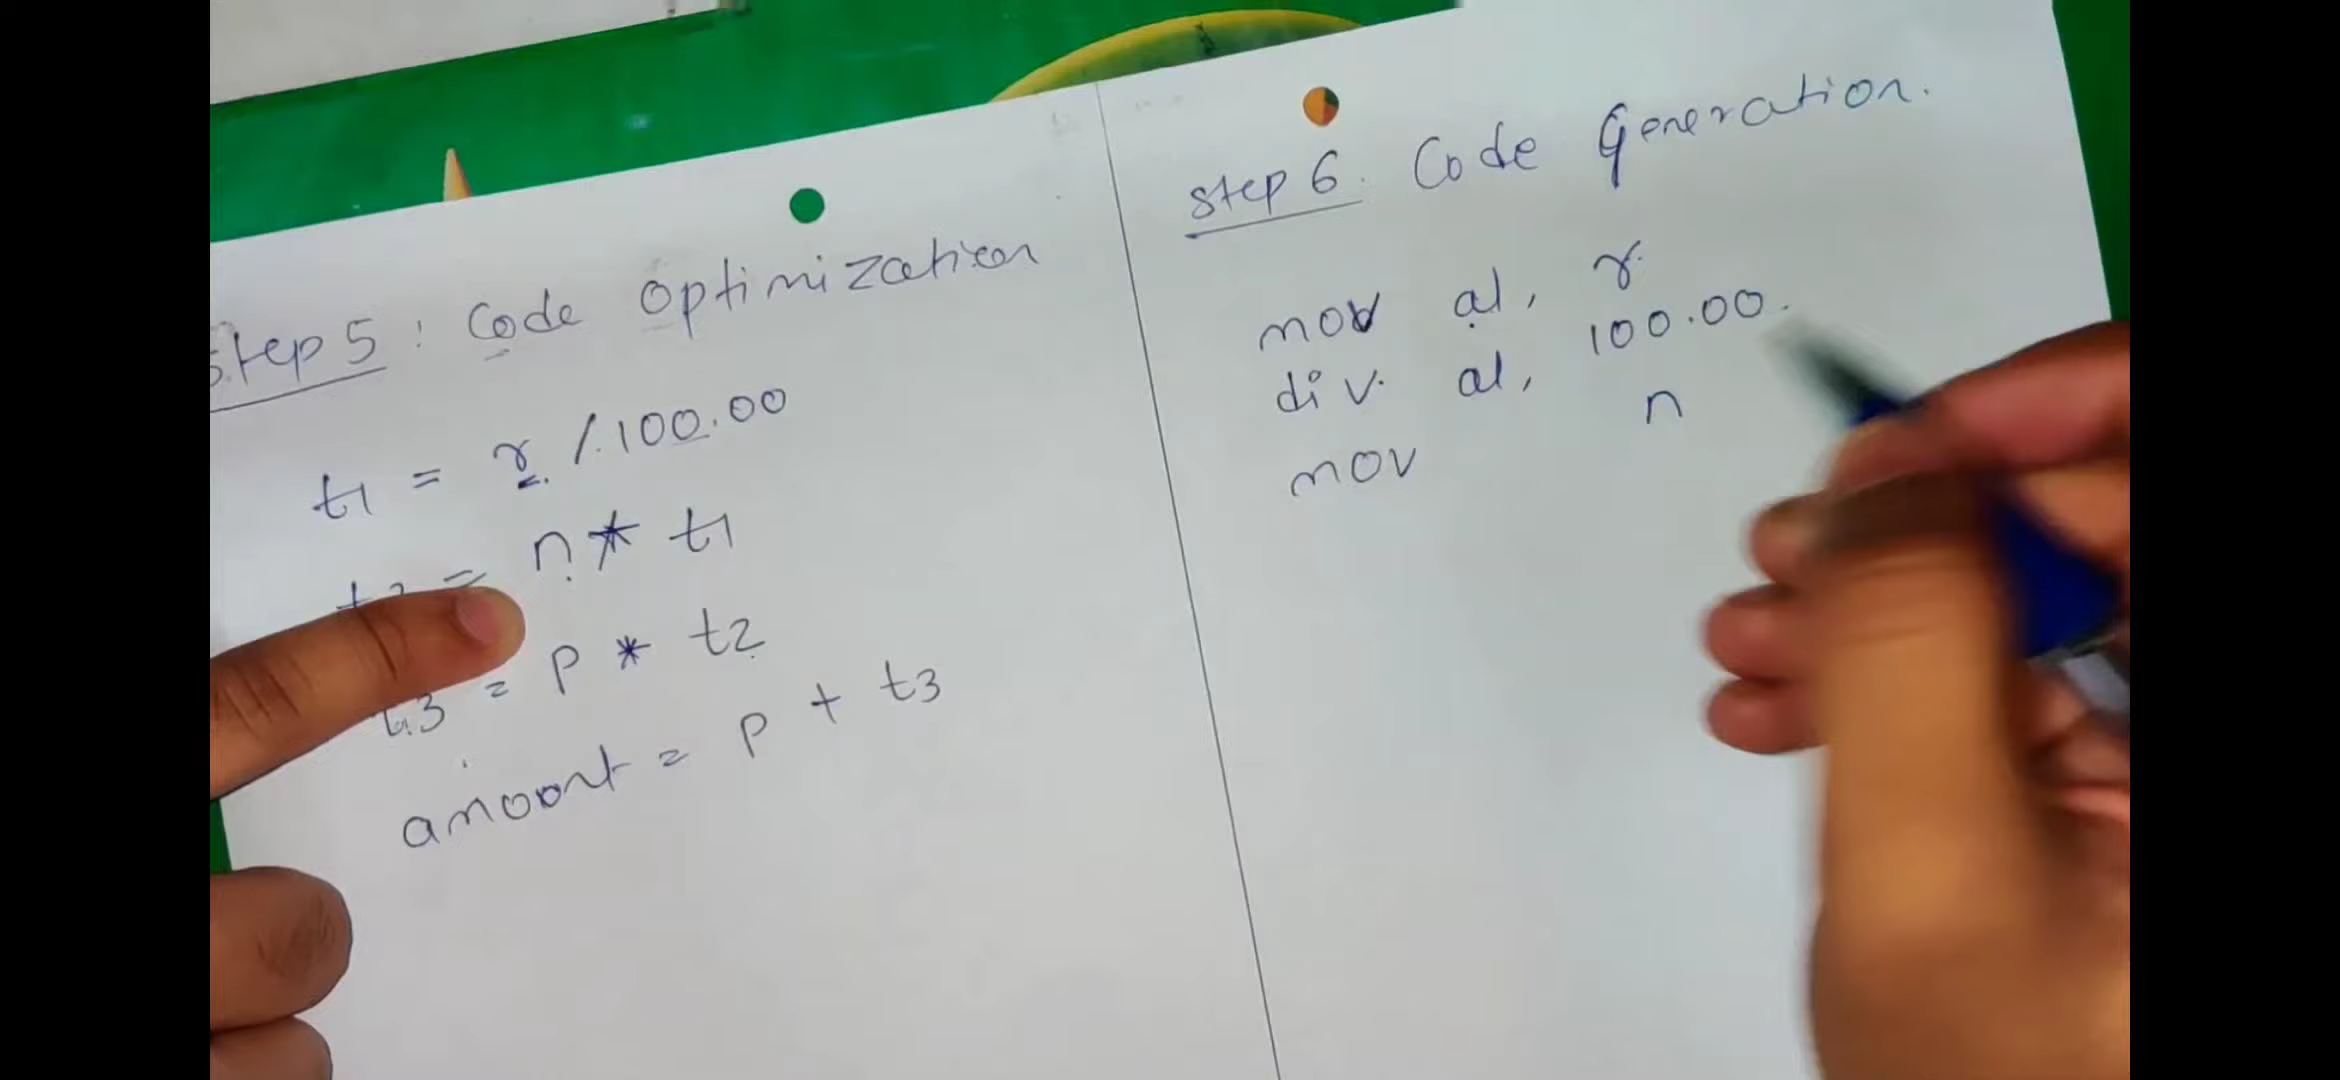 Step 5 : Code Optimization
t1 = r / 100.00
= n * t1
t3 = p * t2
amount = p + t3
Step 6. Code Generation.
mov al, r
div. al, 100.00.
mov n